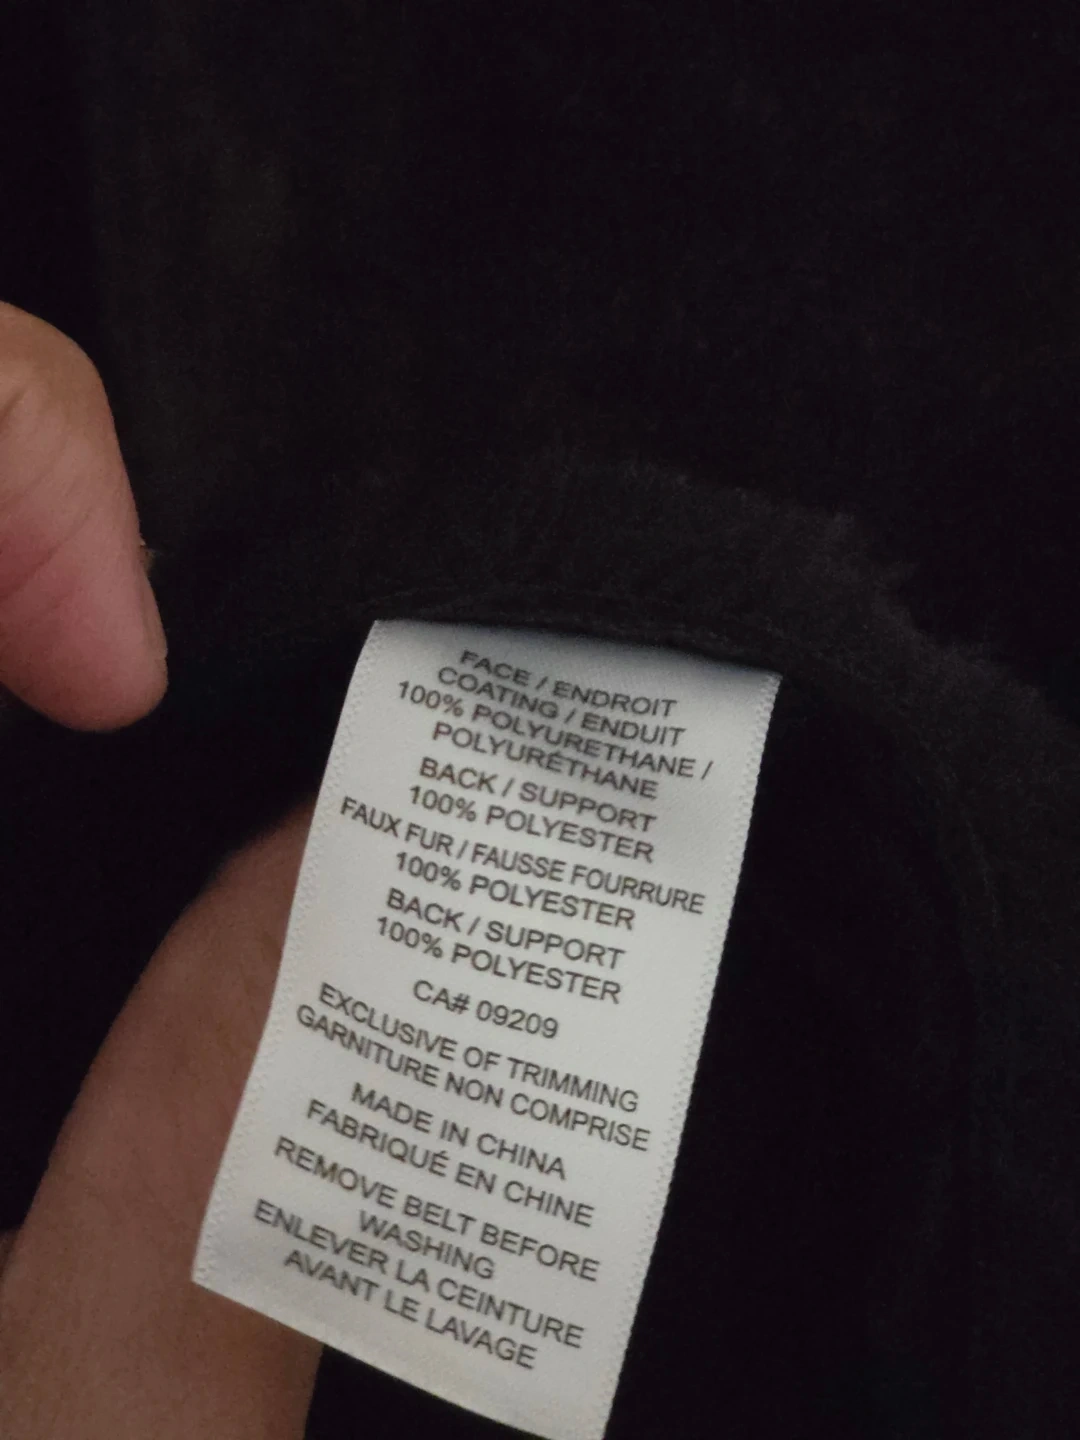 FACE / ENDROIT
COATING / ENDUIT
100% POLYURETHANE /
POLYURÉTHANE
BACK / SUPPORT
100% POLYESTER
FAUX FUR / FAUSSE FOURRURE
100% POLYESTER
BACK / SUPPORT
100% POLYESTER
CA# 09209
EXCLUSIVE OF TRIMMING
GARNITURE NON COMPRISE
MADE IN CHINA
FABRIQUÉ EN CHINE
REMOVE BELT BEFORE
WASHING
ENLEVER LA CEINTURE
AVANT LE LAVAGE